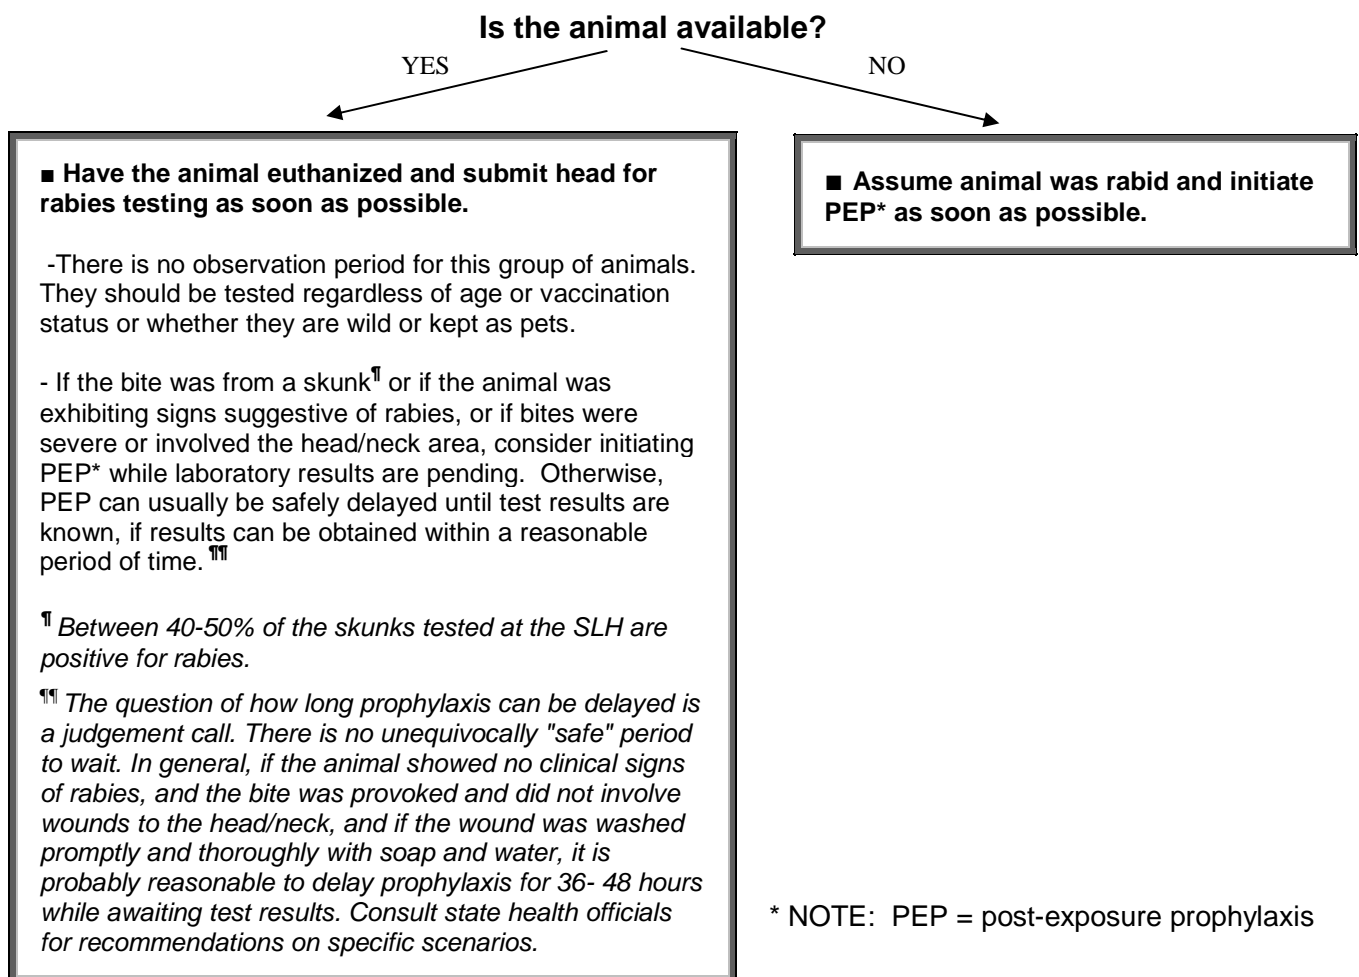 Is the animal available?
YES
NO
■ Have the animal euthanized and submit head for
rabies testing as soon as possible.
-There is no observation period for this group of animals.
They should be tested regardless of age or vaccination
status or whether they are wild or kept as pets.
- If the bite was from a skunk¶ or if the animal was
exhibiting signs suggestive of rabies, or if bites were
severe or involved the head/neck area, consider initiating
PEP* while laboratory results are pending.  Otherwise,
PEP can usually be safely delayed until test results are
known, if results can be obtained within a reasonable
period of time. ¶¶
¶ Between 40-50% of the skunks tested at the SLH are
positive for rabies.
¶¶ The question of how long prophylaxis can be delayed is
a judgement call. There is no unequivocally "safe" period
to wait. In general, if the animal showed no clinical signs
of rabies, and the bite was provoked and did not involve
wounds to the head/neck, and if the wound was washed
promptly and thoroughly with soap and water, it is
probably reasonable to delay prophylaxis for 36- 48 hours
while awaiting test results. Consult state health officials
for recommendations on specific scenarios.
■ Assume animal was rabid and initiate
PEP* as soon as possible.
* NOTE:  PEP = post-exposure prophylaxis